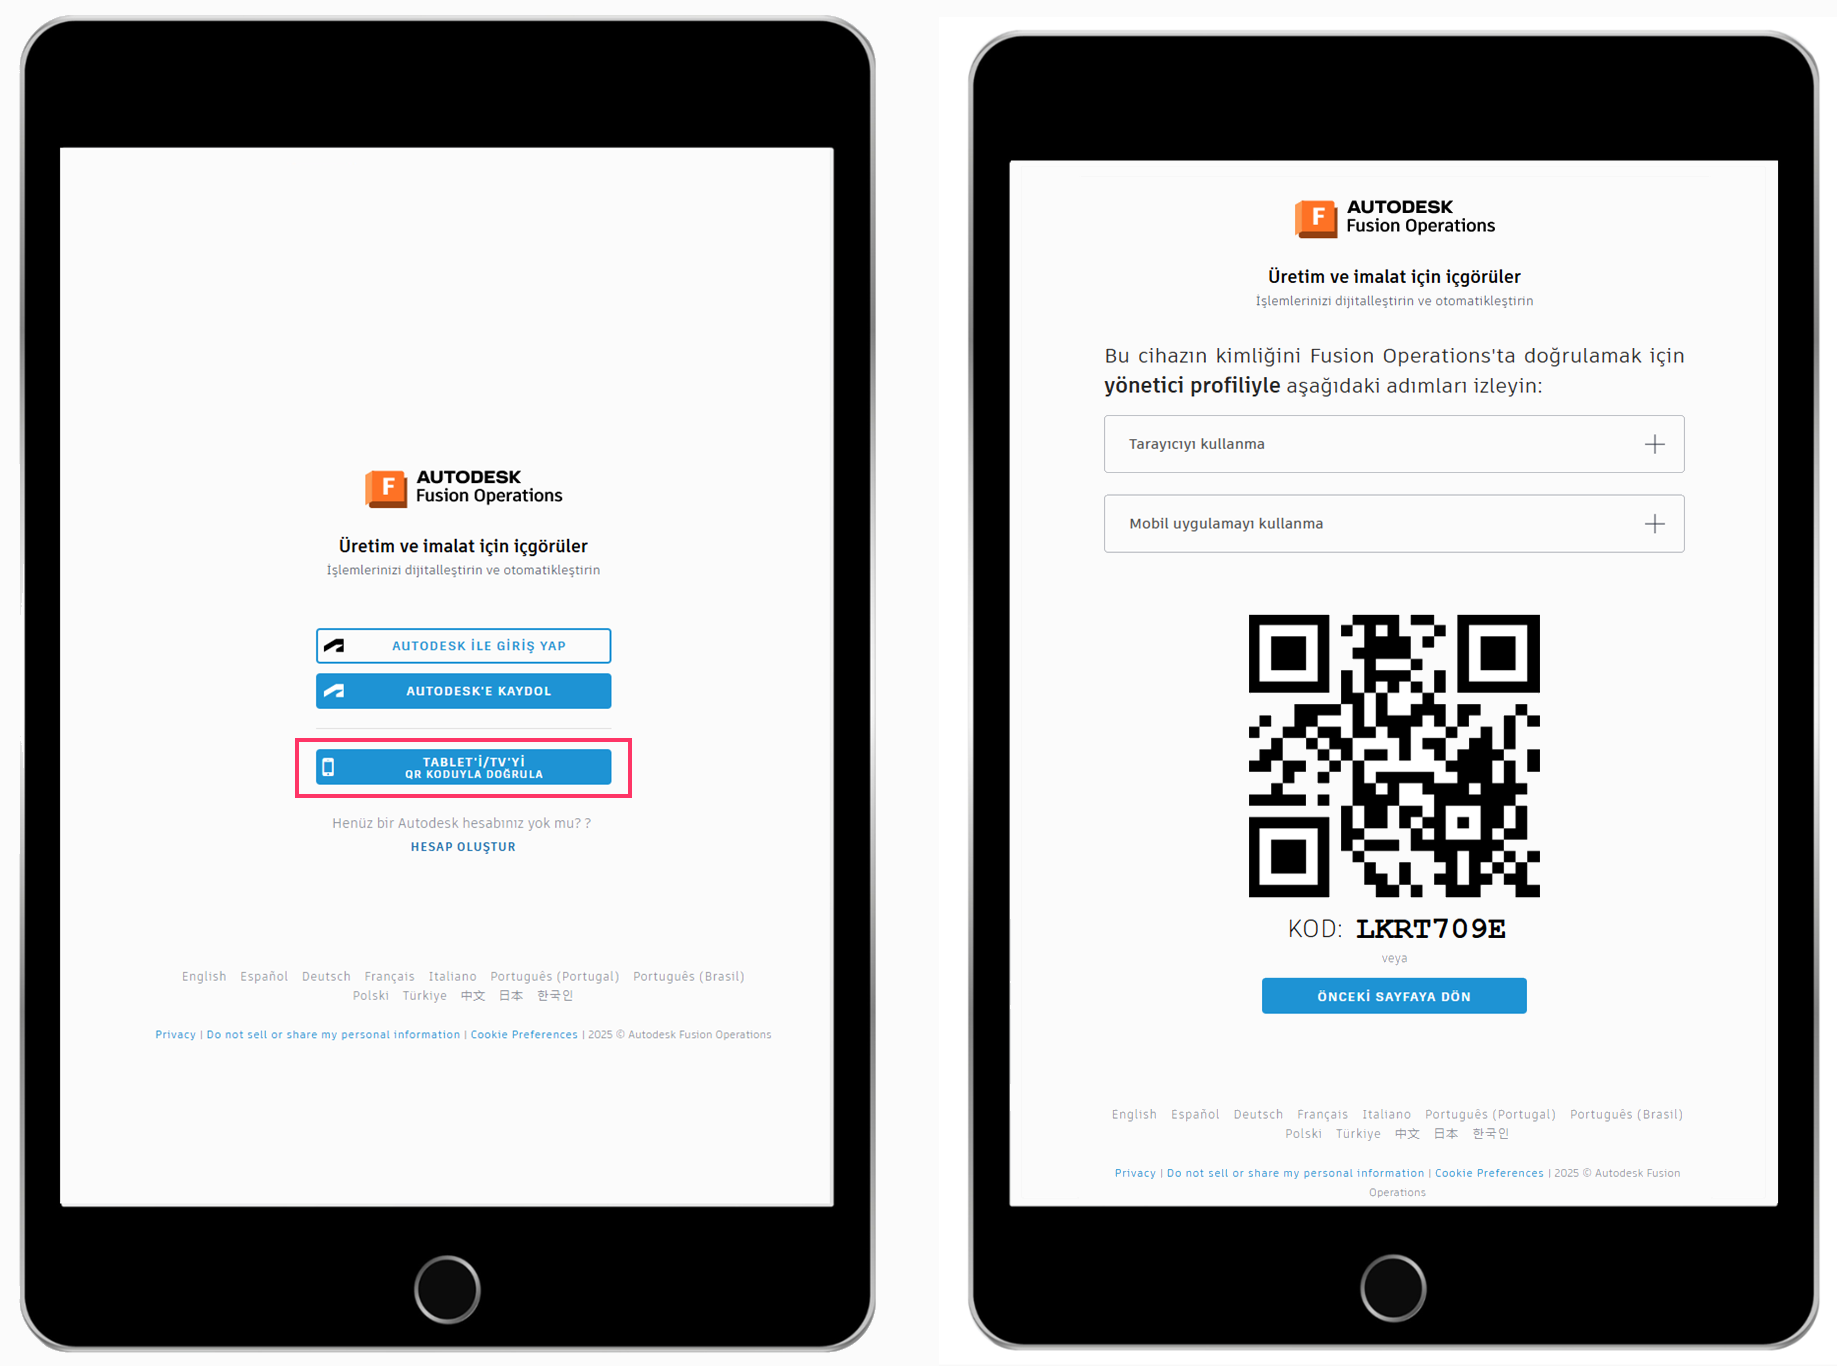 F
AUTODESK
Fusion Operations
Üretim ve imalat için içgörüler
İşlemlerinizi dijitalleştirin ve otomatikleştirin
AUTODESK İLE GİRİŞ YAP
AUTODESK'E KAYDOL
TABLET'İ/TV'Yİ
QR KODUYLA DOĞRULA
Henüz bir Autodesk hesabınız yok mu? ?
HESAP OLUŞTUR
English Español Deutsch Français Italiano Português (Portugal) Português (Brasil)
Polski Türkiye 中文 日本 한국인
Privacy | Do not sell or share my personal information | Cookie Preferences | 2025 © Autodesk Fusion Operations
F
AUTODESK
Fusion Operations
Üretim ve imalat için içgörüler
İşlemlerinizi dijitalleştirin ve otomatikleştirin
Bu cihazın kimliğini Fusion Operations'ta doğrulamak için
yönetici profiliyle aşağıdaki adımları izleyin:
Tarayıcıyı kullanma
Mobil uygulamayı kullanma
KOD: LKRT709E
veya
ÖNCEKİ SAYFAYA DÖN
English Español Deutsch Français Italiano Português (Portugal) Português (Brasil)
Polski Türkiye 中文 日本 한국인
Privacy | Do not sell or share my personal information | Cookie Preferences | 2025 © Autodesk Fusion
Operations